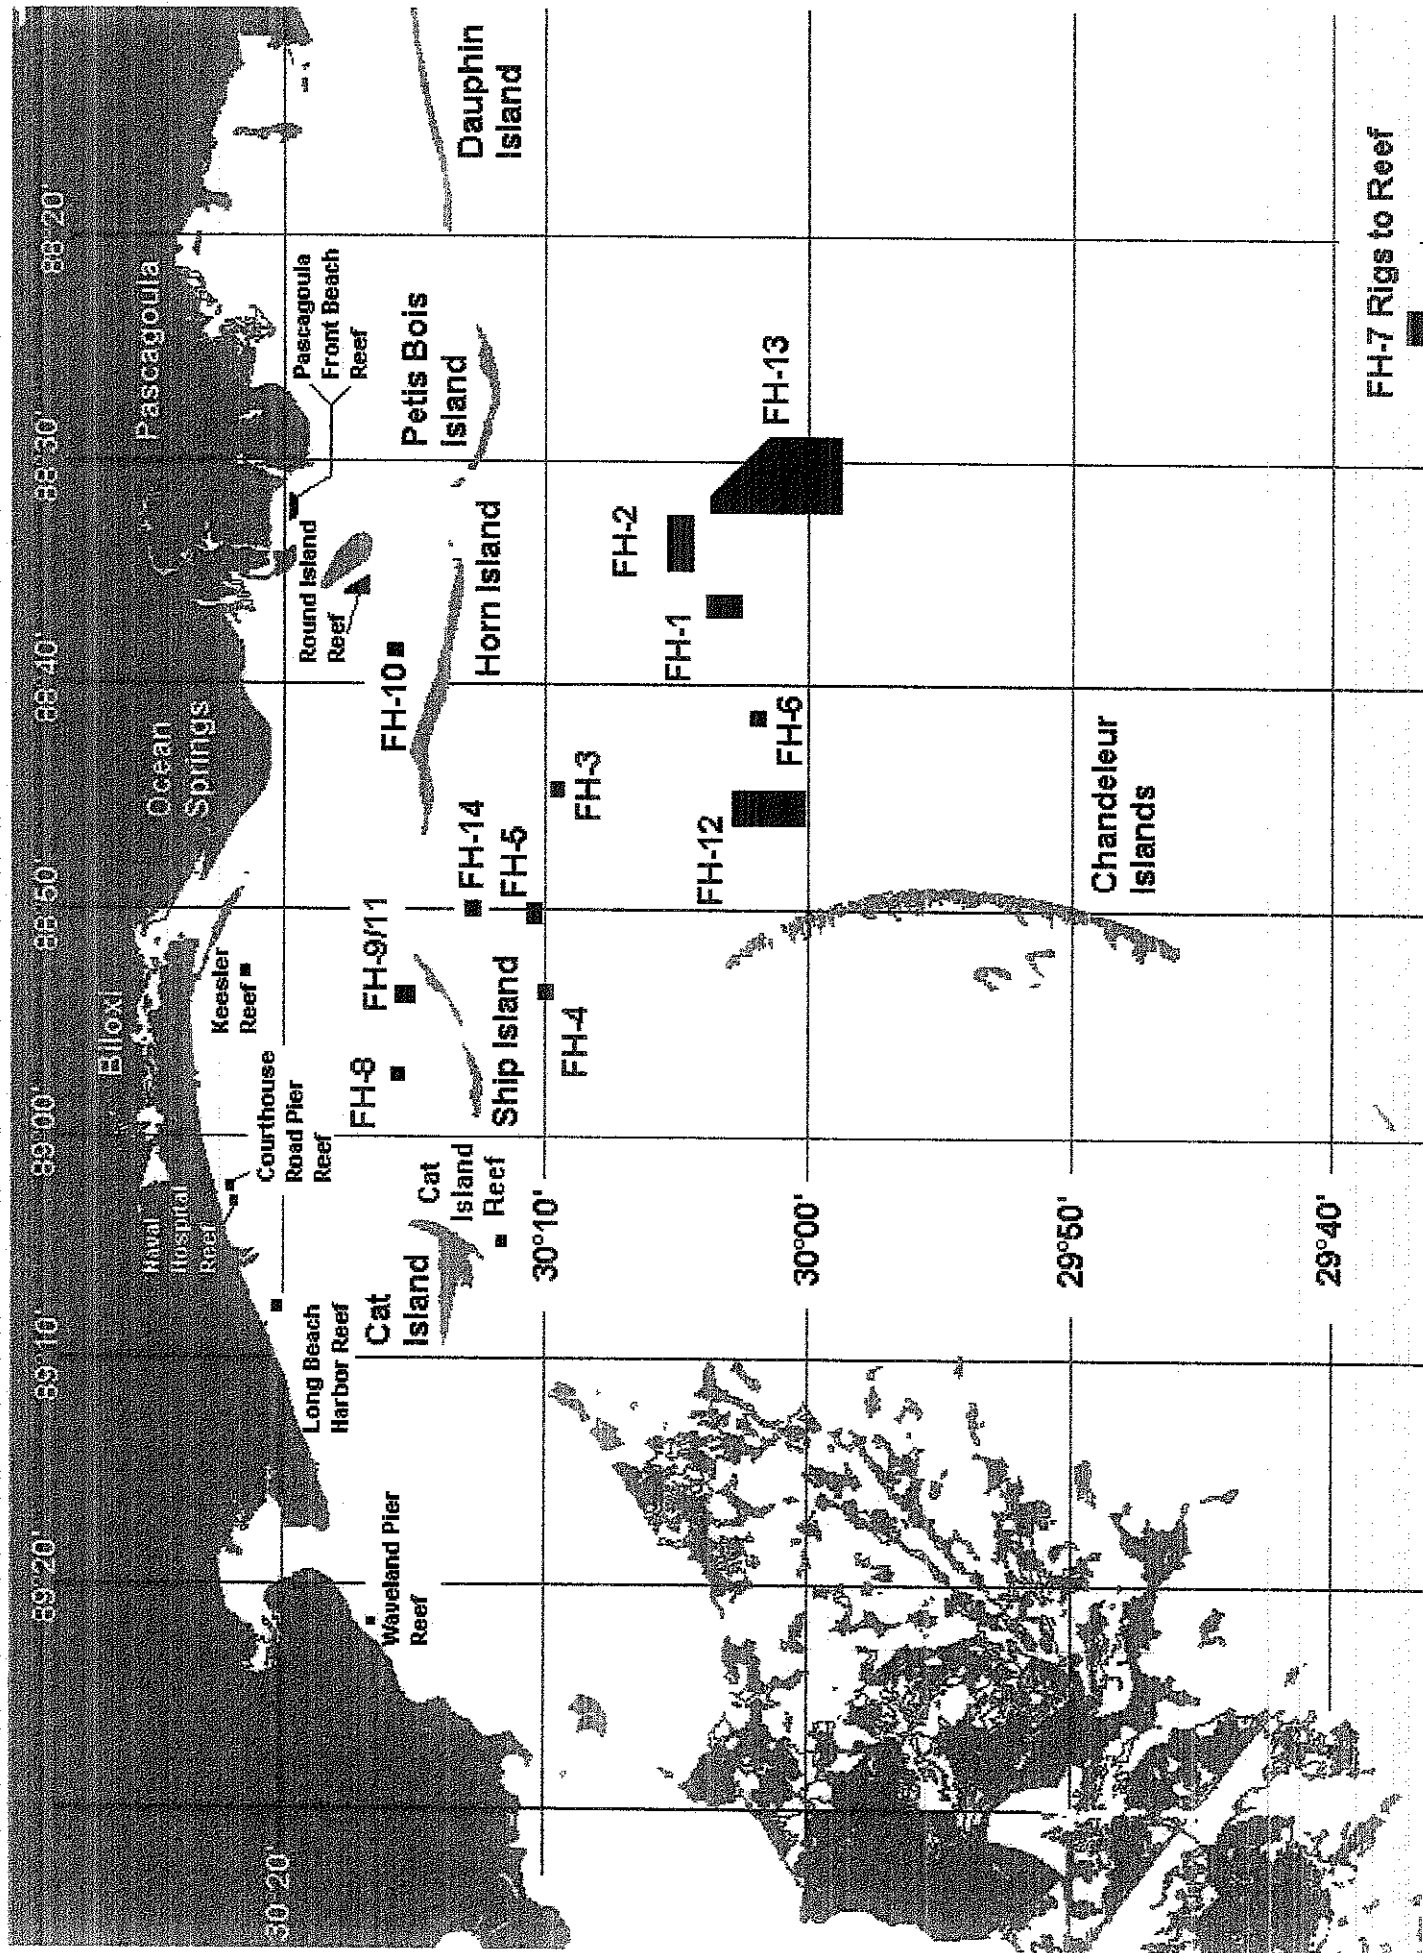 89°20'
89°10'
89°00'
88°50'
88°40'
88°30'
88°20'
Biloxi
Ocean
Springs
Pascagoula
Naval
Hospital
Reef
Keesler
Reef
Courthouse
Road Pier
Reef
Long Beach
Harbor Reef
Waveland Pier
Reef
30°20'
Round Island
Reef
Pascagoula
Front Beach
Reef
Cat
Island
Cat
Island
Reef
FH-8
FH-9/11
FH-10
Ship Island
Horn Island
Petis Bois
Island
Dauphin
Island
FH-14
FH-5
FH-4
FH-3
30°10'
FH-2
FH-1
FH-13
FH-12
FH-6
30°00'
Chandeleur
Islands
29°50'
29°40'
FH-7 Rigs to Reef